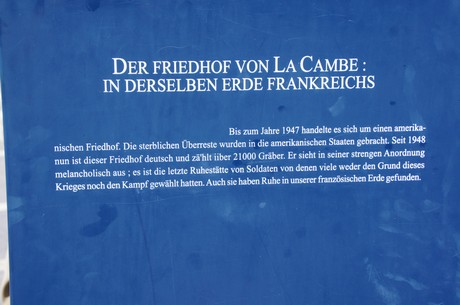 DER FRIEDHOF VON LA CAMBE :
IN DERSELBEN ERDE FRANKREICHS
Bis zum Jahre 1947 handelte es sich um einen amerika-
nischen Friedhof. Die sterblichen Überreste wurden in die amerikanischen Staaten gebracht. Seit 1948
nun ist dieser Friedhof deutsch und zä'hlt iiber 21000 Gräber. Er sieht in seiner strengen Anordnung
melancholisch aus ; es ist die letzte Ruhestätte von Soldaten von denen viele weder den Grund dieses
Krieges noch den Kampf gewählt hatten. Auch sie haben Ruhe in unserer französischen Erde gefunden.